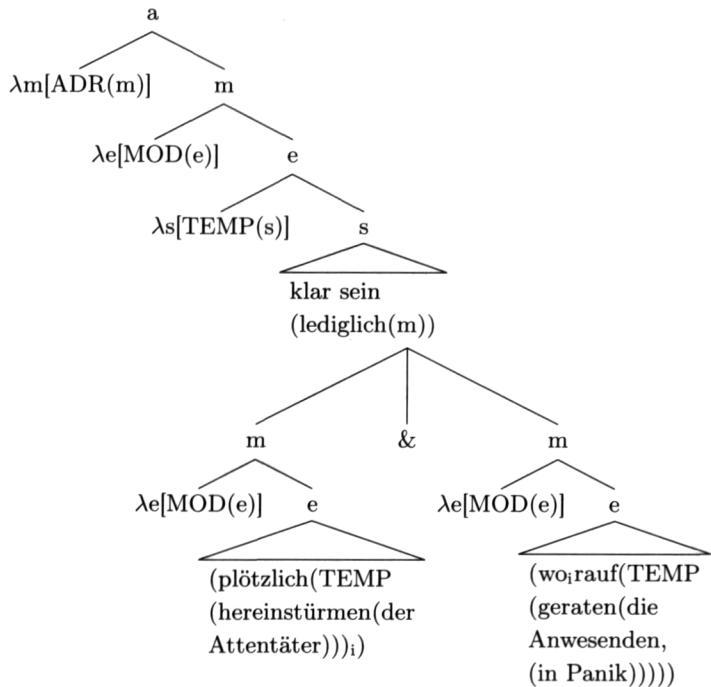 a
λm[ADR(m)] m
λe[MOD(e)] e
λs[TEMP(s)] s
klar sein
(lediglich(m))
m & m
λe[MOD(e)] e λe[MOD(e)] e
(plötzlich(TEMP
(hereinstürmen(der
Attentäter)))ᵢ)
(woᵢrauf(TEMP
(geraten(die
Anwesenden,
(in Panik)))))